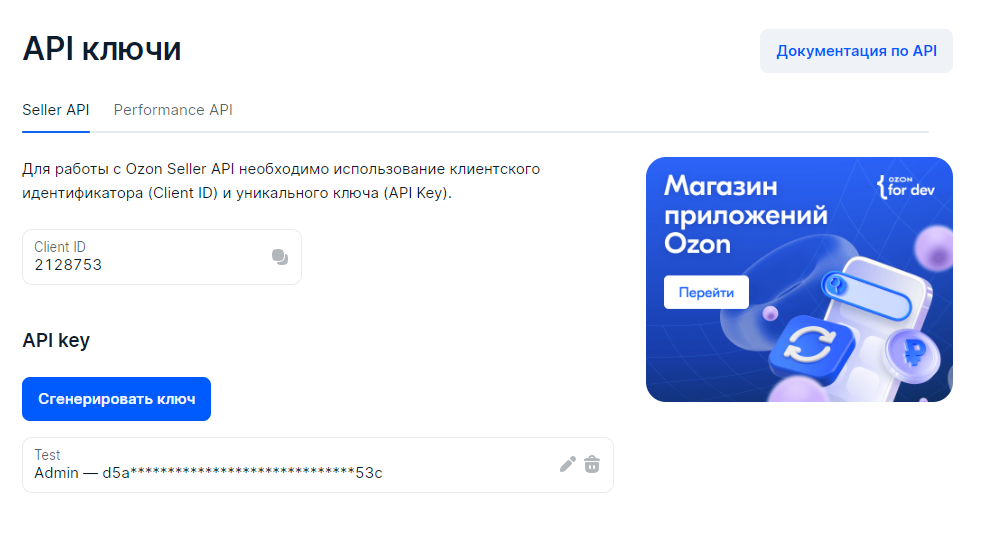 API ключи
Документация по API
Seller API
Performance API
Для работы с Ozon Seller API необходимо использование клиентского
идентификатора (Client ID) и уникального ключа (API Key).
Client ID
2128753
API key
Сгенерировать ключ
Test
Admin — d5a******************************53c
Магазин
приложений
Ozon
OZON
for dev
Перейти